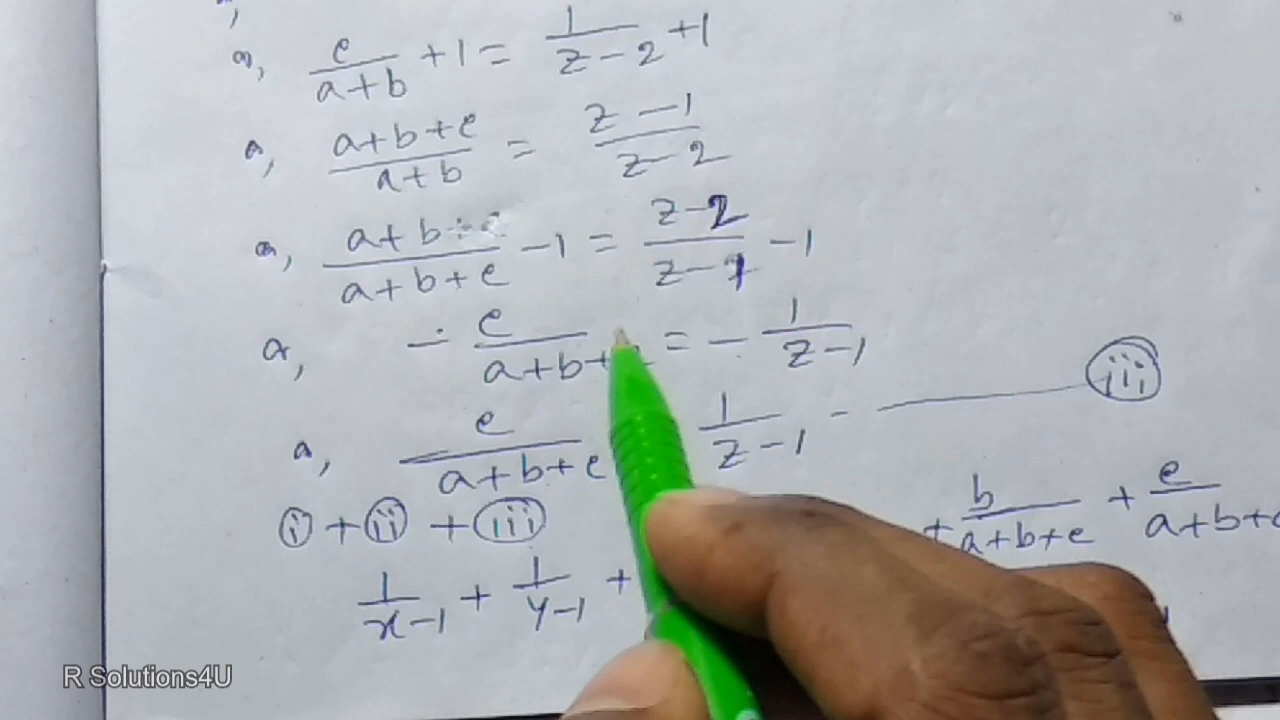 a, e/(a+b) + 1 = 1/(z-2) + 1
a, (a+b+e)/(a+b) = (z-1)/(z-2)
a, (a+b)/(a+b+e) - 1 = (z-2)/(z-1) - 1
a, - e/(a+b+ = - 1/(z-1)
a, e/(a+b+e) 1/(z-1) - (iii)
(i) + (ii) + (iii)
+ b/(a+b+e) + e/(a+b+e
1/(x-1) + 1/(y-1) +
R Solutions4U